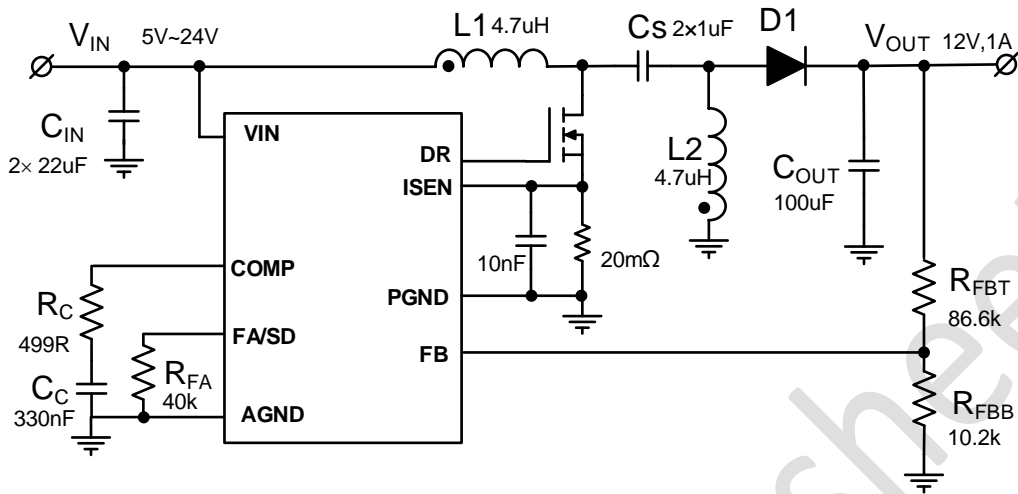 VIN 5V~24V
L1 4.7uH
Cs 2×1uF
D1
VOUT 12V,1A
CIN
2× 22uF
VIN
DR
ISEN
COMP
PGND
FA/SD
FB
AGND
L2
4.7uH
COUT
100uF
10nF
20mΩ
RC
499R
CC
330nF
RFA
40k
RFBT
86.6k
RFBB
10.2k